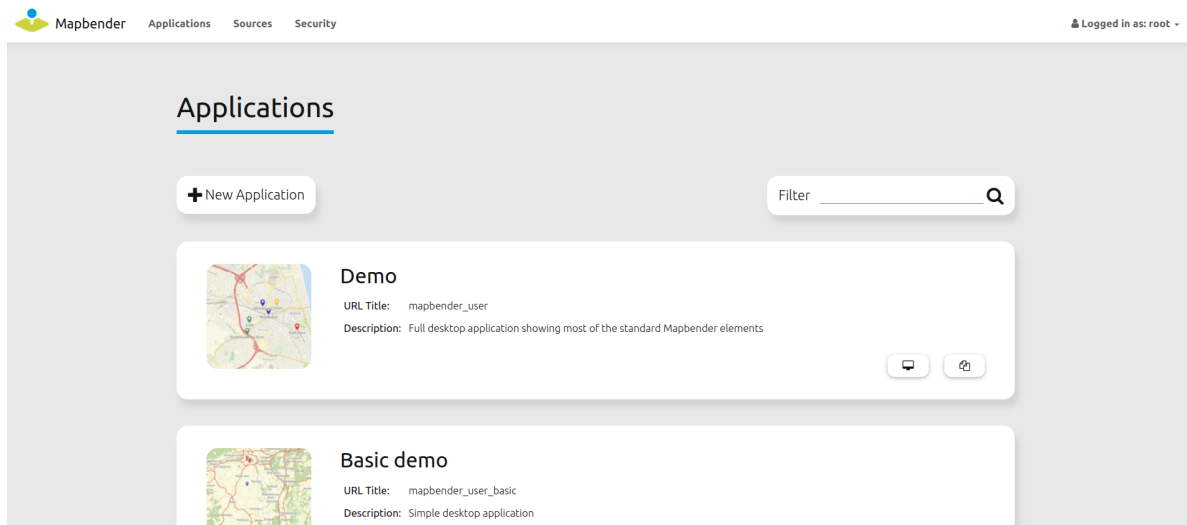 Mapbender Applications Sources Security Logged in as: root
Applications
New Application
Filter
Demo
URL Title: mapbender_user
Description: Full desktop application showing most of the standard Mapbender elements
Basic demo
URL Title: mapbender_user_basic
Description: Simple desktop application